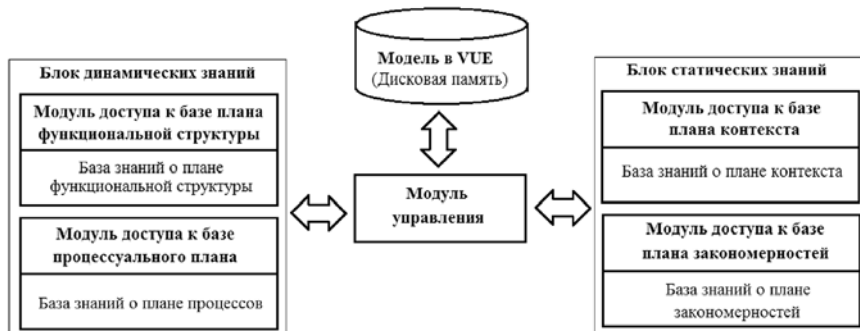 Модель в VUE
(Дисковая память)
Блок динамических знаний
Модуль доступа к базе плана
функциональной структуры
База знаний о плане
функциональной структуры
Модуль доступа к базе
процессуального плана
База знаний о плане процессов
Модуль
управления
Блок статических знаний
Модуль доступа к базе
плана контекста
База знаний о плане контекста
Модуль доступа к базе
плана закономерностей
База знаний о плане
закономерностей